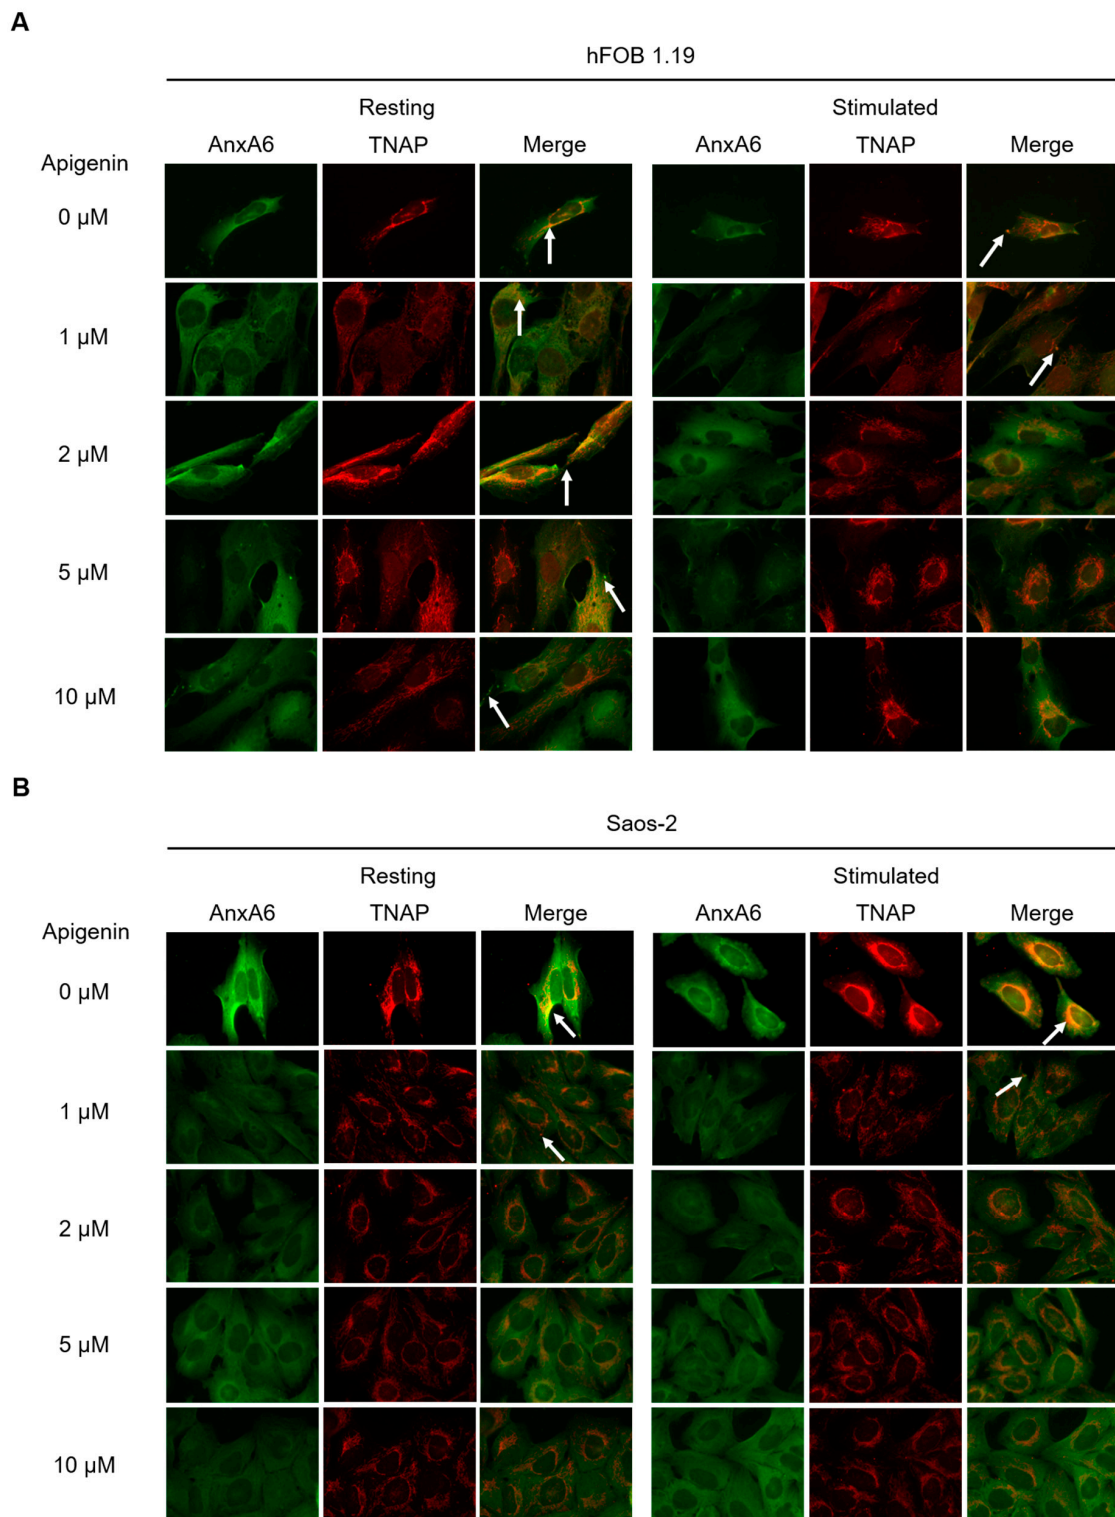 A
hFOB 1.19
Resting Stimulated
AnxA6 TNAP Merge AnxA6 TNAP Merge
Apigenin
0 µM
1 µM
2 µM
5 µM
10 µM
B
Saos-2
Resting Stimulated
AnxA6 TNAP Merge AnxA6 TNAP Merge
Apigenin
0 µM
1 µM
2 µM
5 µM
10 µM